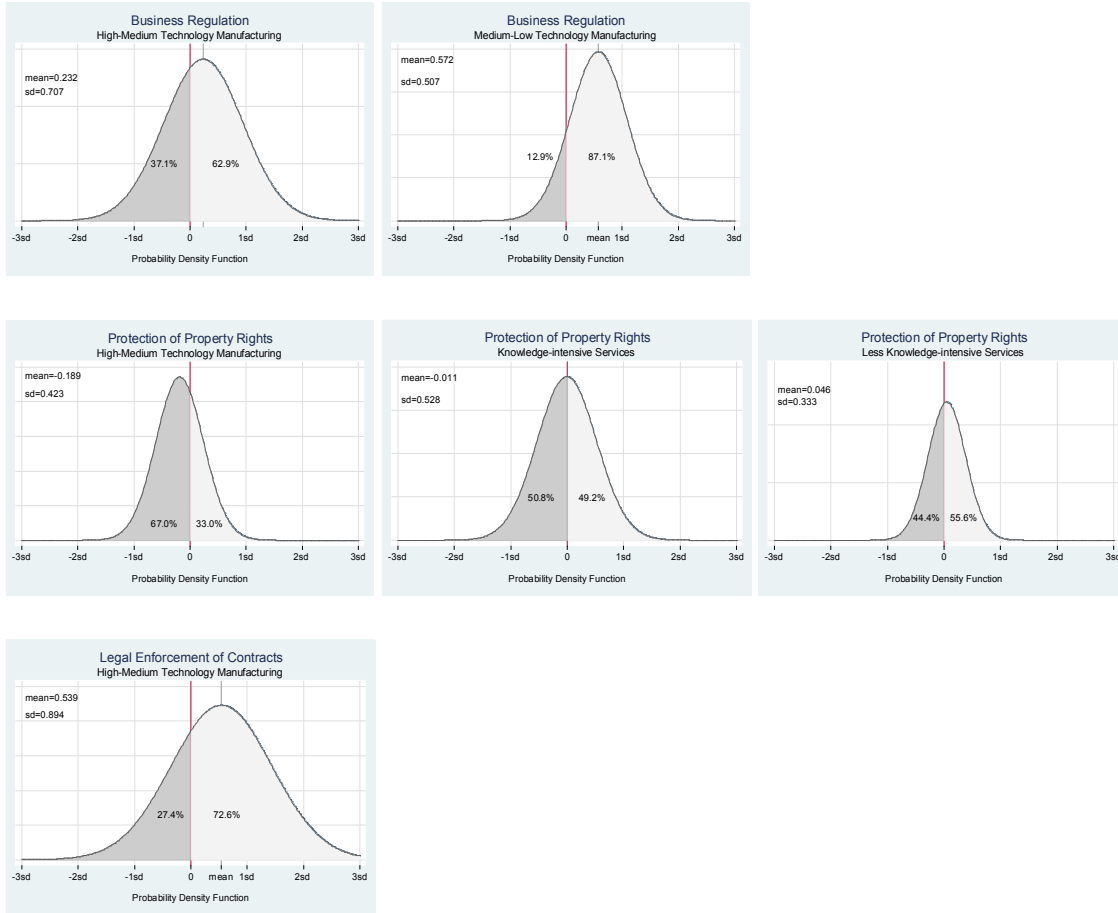 Business Regulation
High-Medium Technology Manufacturing
mean=0.232
sd=0.707
37.1%
62.9%
-3sd -2sd -1sd 0 1sd 2sd 3sd
Probability Density Function
Business Regulation
Medium-Low Technology Manufacturing
mean=0.572
sd=0.507
12.9%
87.1%
-3sd -2sd -1sd 0 mean 1sd 2sd 3sd
Probability Density Function
Protection of Property Rights
High-Medium Technology Manufacturing
mean=-0.189
sd=0.423
67.0%
33.0%
-3sd -2sd -1sd 0 1sd 2sd 3sd
Probability Density Function
Protection of Property Rights
Knowledge-intensive Services
mean=-0.011
sd=0.528
50.8%
49.2%
-3sd -2sd -1sd 0 1sd 2sd 3sd
Probability Density Function
Protection of Property Rights
Less Knowledge-intensive Services
mean=0.046
sd=0.333
44.4%
55.6%
-3sd -2sd -1sd 0 1sd 2sd 3sd
Probability Density Function
Legal Enforcement of Contracts
High-Medium Technology Manufacturing
mean=0.539
sd=0.894
27.4%
72.6%
-3sd -2sd -1sd 0 mean 1sd 2sd 3sd
Probability Density Function